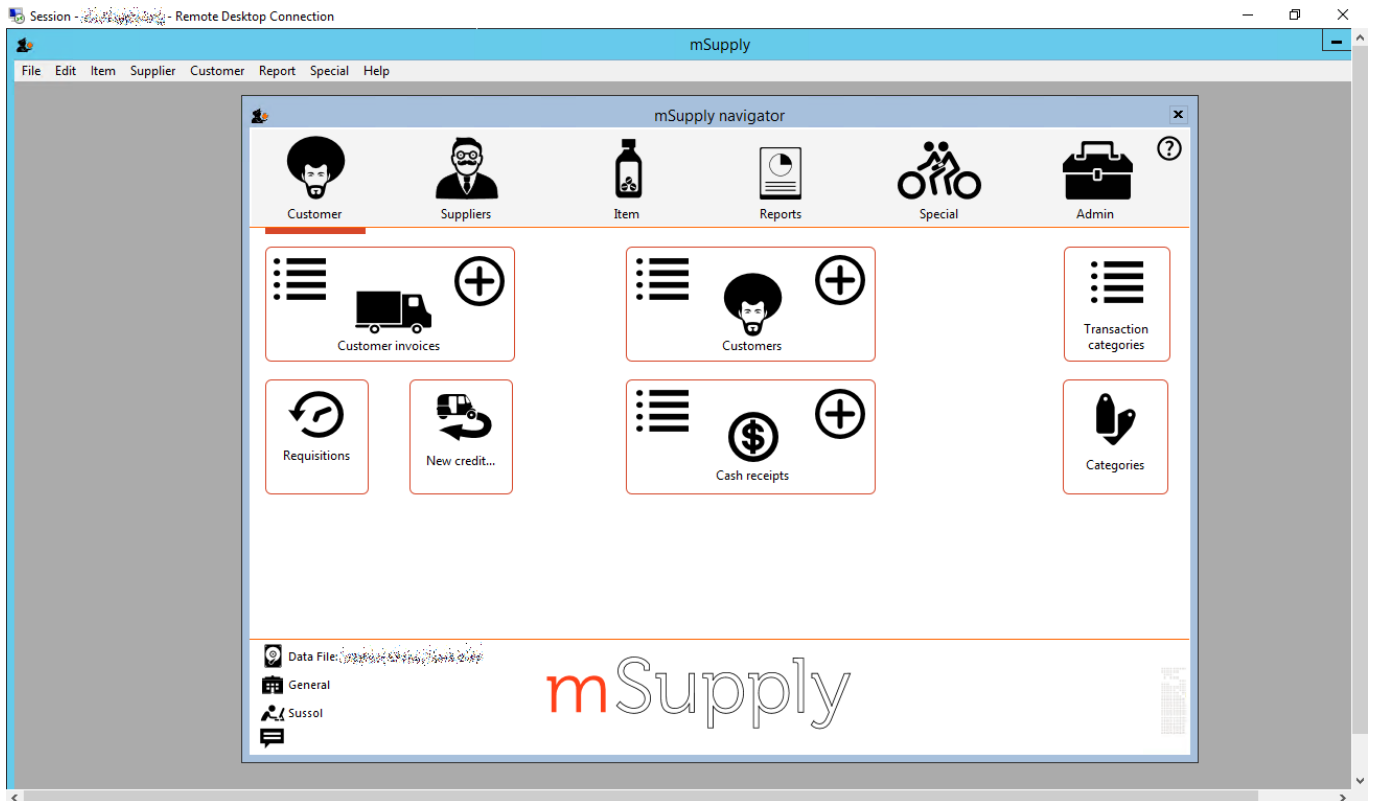 Session - - Remote Desktop Connection
mSupply
File Edit Item Supplier Customer Report Special Help
mSupply navigator
Customer Suppliers Item Reports Special Admin
Customer invoices
Customers
Transaction
categories
Requisitions
New credit...
Cash receipts
Categories
Data File:
General
Sussol
mSupply